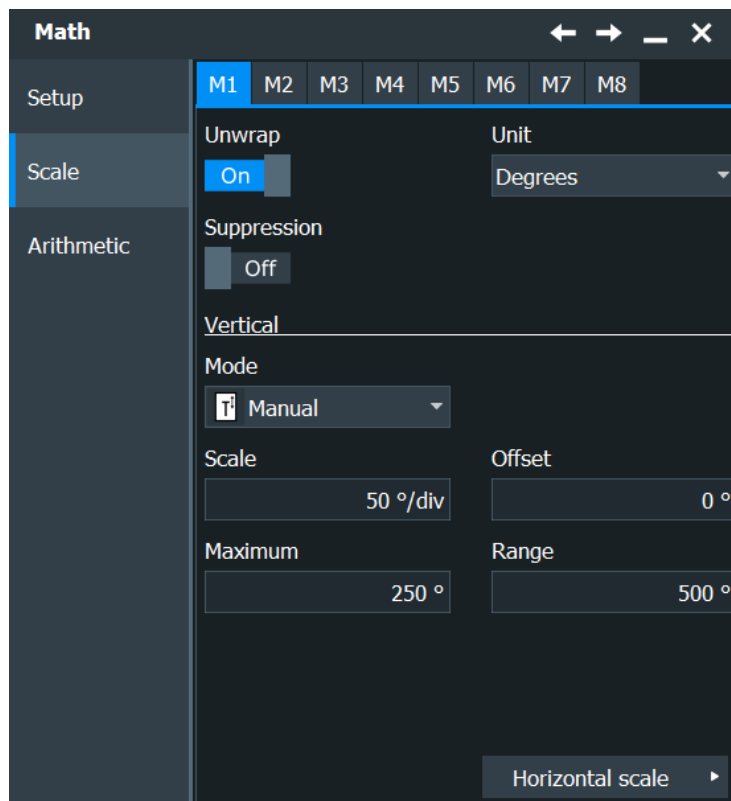 Math
Setup
Scale
Arithmetic
M1 M2 M3 M4 M5 M6 M7 M8
Unwrap Unit
On Degrees
Suppression
Off
Vertical
Mode
Manual
Scale Offset
50 °/div 0 °
Maximum Range
250 ° 500 °
Horizontal scale